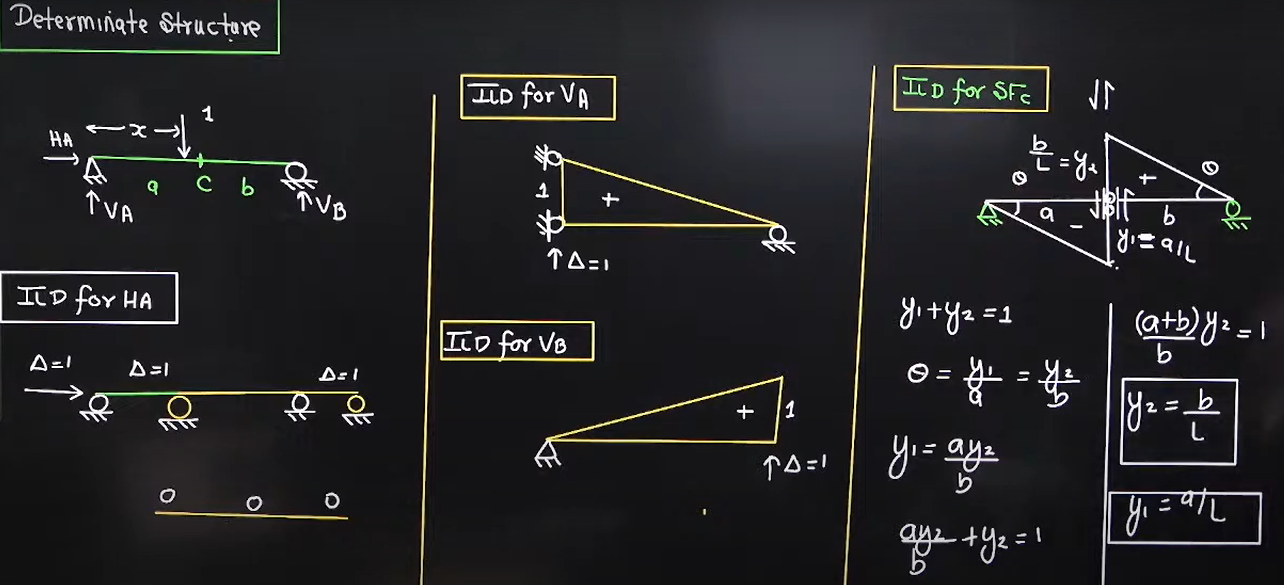 Determinate Structure
HA
x
1
a
C
b
↑VA
↑VB
ILD for HA
Δ=1
Δ=1
Δ=1
0 0 0
ILD for VA
1
+
↑Δ=1
ILD for VB
+
1
↑Δ=1
ILD for SFc
b/L = y2
θ
+
θ
a
-
b
y1 = a/L
y1+y2 = 1
θ = y1/a = y2/b
y1 = ay2/b
ay2/b + y2 = 1
(a+b)/b y2 = 1
y2 = b/L
y1 = a/L